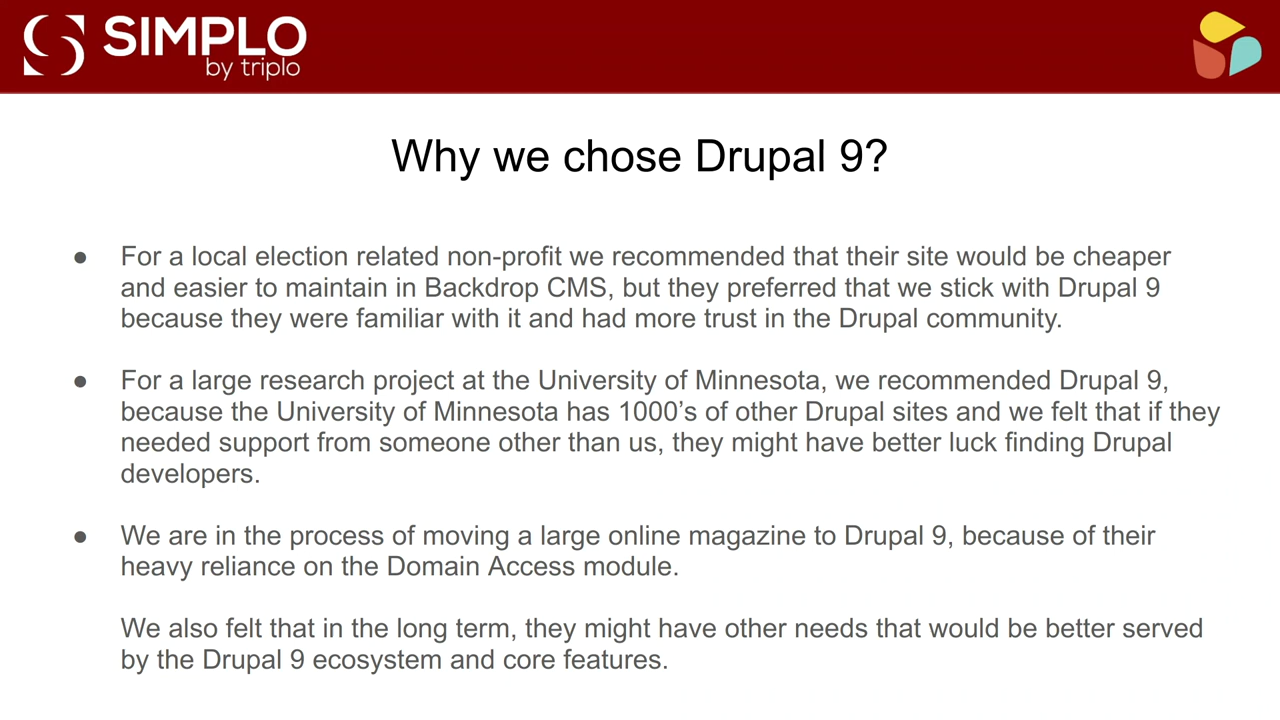 SIMPLO
by triplo
Why we chose Drupal 9?
● For a local election related non-profit we recommended that their site would be cheaper
and easier to maintain in Backdrop CMS, but they preferred that we stick with Drupal 9
because they were familiar with it and had more trust in the Drupal community.
● For a large research project at the University of Minnesota, we recommended Drupal 9,
because the University of Minnesota has 1000’s of other Drupal sites and we felt that if they
needed support from someone other than us, they might have better luck finding Drupal
developers.
● We are in the process of moving a large online magazine to Drupal 9, because of their
heavy reliance on the Domain Access module.
We also felt that in the long term, they might have other needs that would be better served
by the Drupal 9 ecosystem and core features.